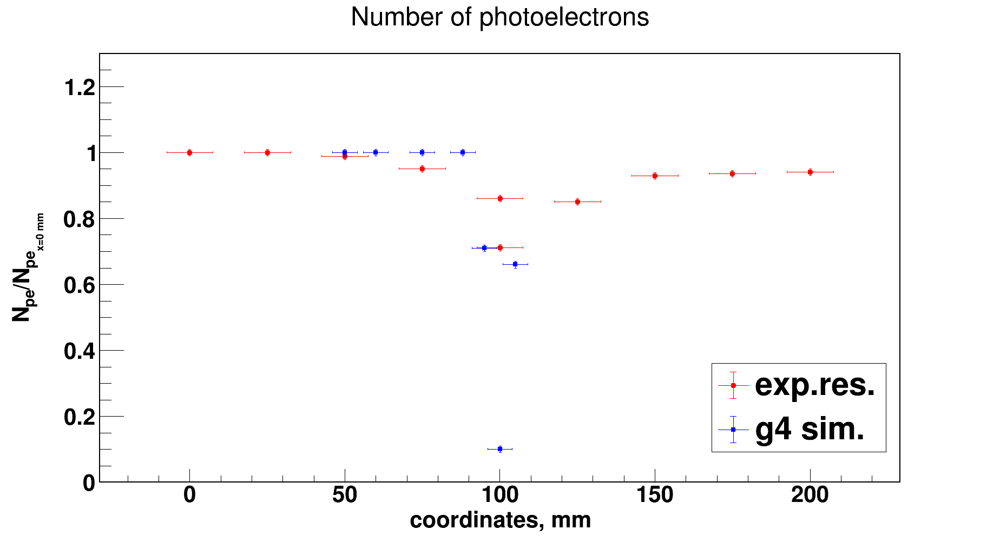 Number of photoelectrons
1.2
1
0.8
0.6
0.4
0.2
0
N_pe/N_pe_x=0 mm
exp.res.
g4 sim.
0 50 100 150 200
coordinates, mm